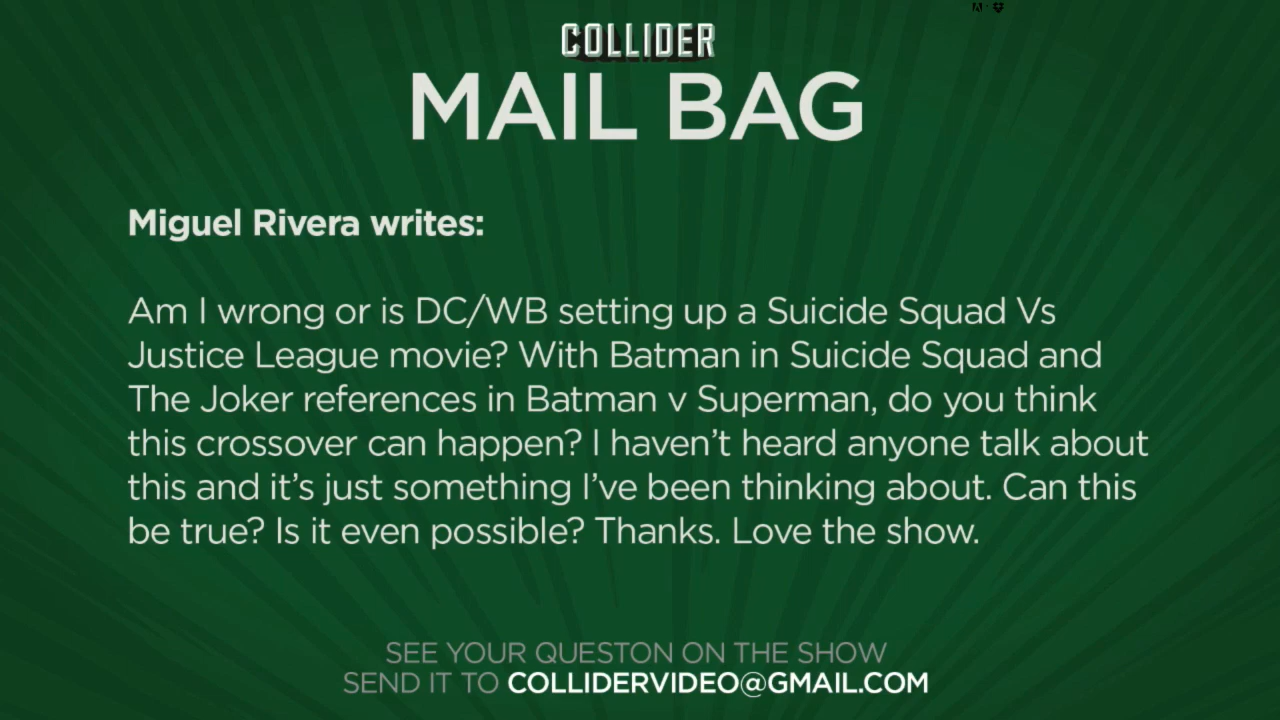 COLLIDER
MAIL BAG
Miguel Rivera writes:
Am I wrong or is DC/WB setting up a Suicide Squad Vs
Justice League movie? With Batman in Suicide Squad and
The Joker references in Batman v Superman, do you think
this crossover can happen? I haven’t heard anyone talk about
this and it’s just something I’ve been thinking about. Can this
be true? Is it even possible? Thanks. Love the show.
SEE YOUR QUESTON ON THE SHOW
SEND IT TO COLLIDERVIDEO@GMAIL.COM